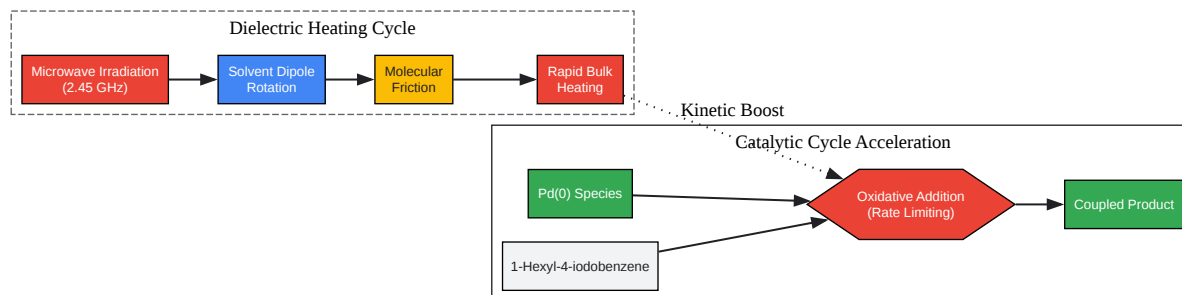 Dielectric Heating Cycle
Microwave Irradiation
(2.45 GHz)
Solvent Dipole
Rotation
Molecular
Friction
Rapid Bulk
Heating
Kinetic Boost
Catalytic Cycle Acceleration
Pd(0) Species
Oxidative Addition
(Rate Limiting)
Coupled Product
1-Hexyl-4-iodobenzene